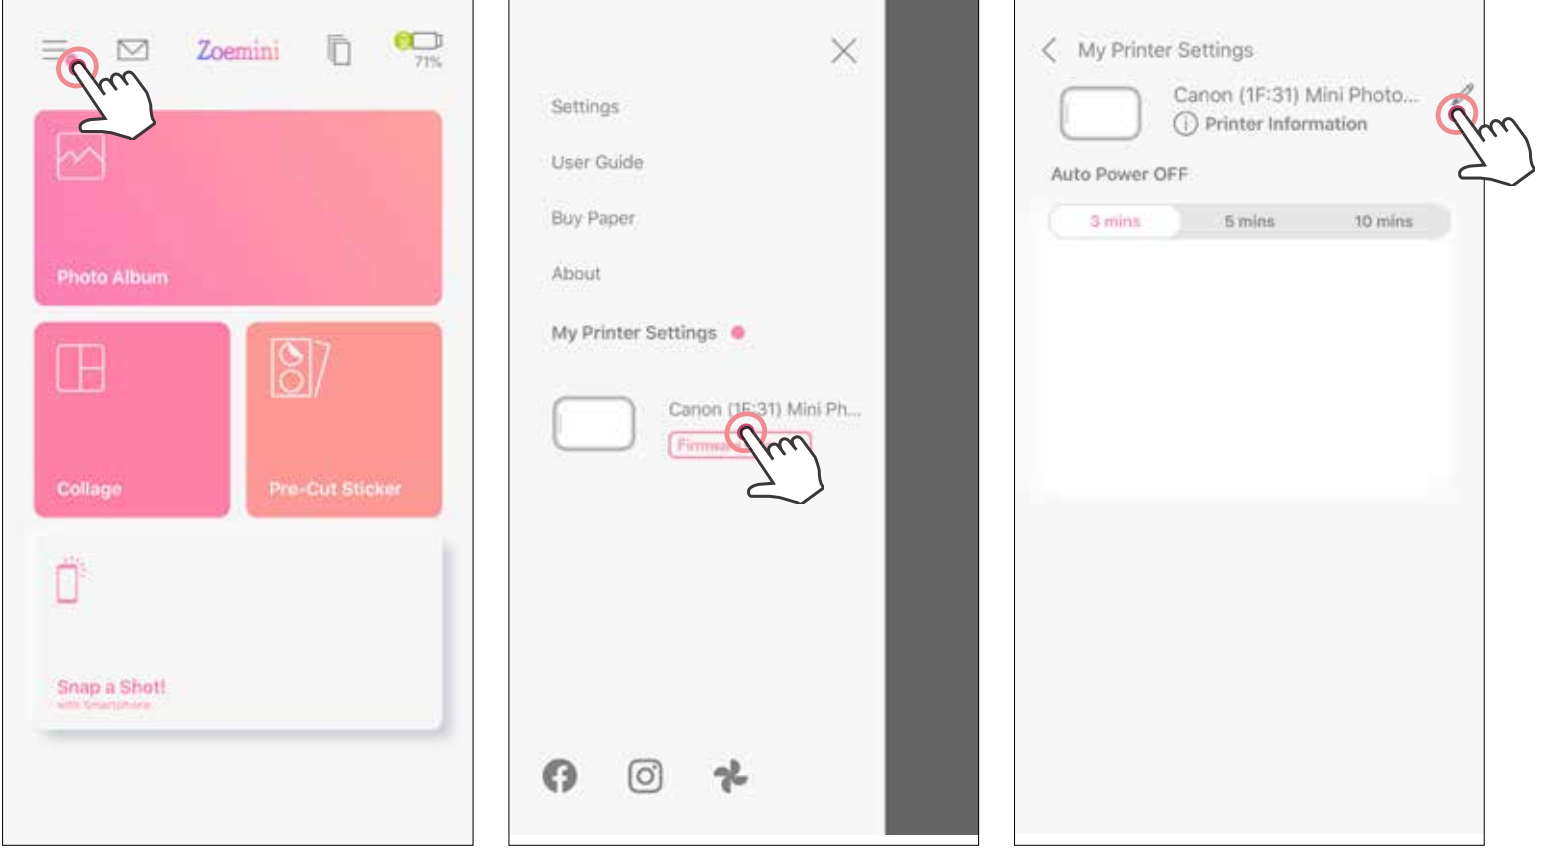 Zoemini
71%
Photo Album
Collage
Pre-Cut Sticker
Snap a Shot!
with Smartphone
Settings
User Guide
Buy Paper
About
My Printer Settings
Canon (1F:31) Mini Ph...
My Printer Settings
Canon (1F:31) Mini Photo...
Printer Information
Auto Power OFF
3 mins 5 mins 10 mins